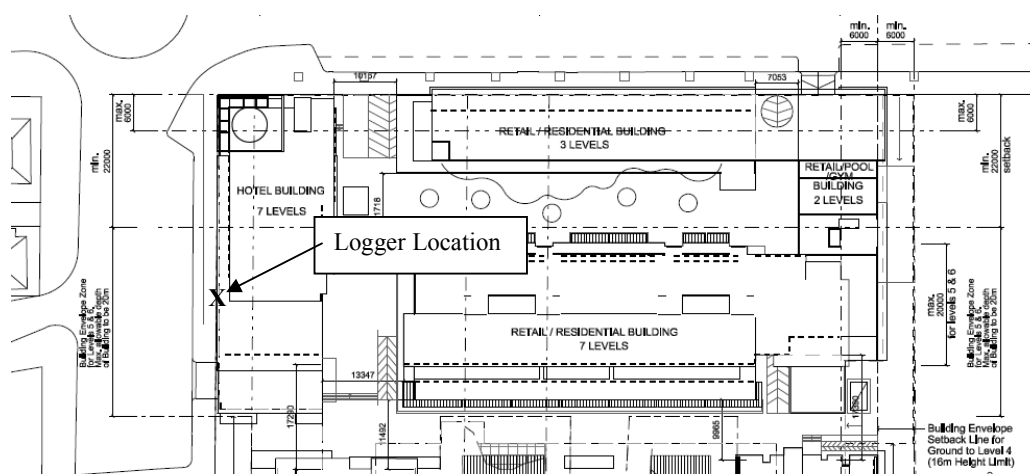 min.
6000
min.
6000
10167
7053
max.
6000
max.
6000
RETAIL / RESIDENTIAL BUILDING
3 LEVELS
min.
22000
min.
22000
setback
RETAIL/POOL
/GYM
BUILDING
2 LEVELS
HOTEL BUILDING
7 LEVELS
1718
Logger Location
X
Building Envelope Zone
for Levels 5 & 6.
Max. allowable depth
of Building to be 20m
max.
20000
for levels 5 & 6
Building Envelope Zone
for Levels 5 & 6.
Max. allowable depth
of Building to be 20m
RETAIL / RESIDENTIAL BUILDING
7 LEVELS
13347
17290
11492
9965
Building Envelope
Setback Line for
Ground to Level 4
(16m Height Limit)